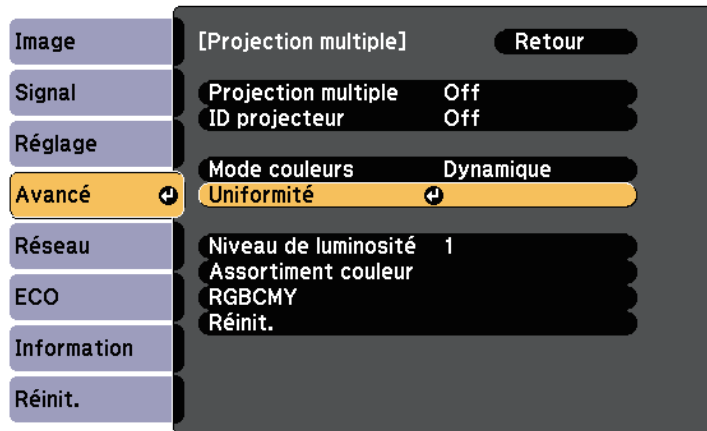 Image
Signal
Réglage
Avancé
Réseau
ECO
Information
Réinit.
[Projection multiple] Retour
Projection multiple Off
ID projecteur Off
Mode couleurs Dynamique
Uniformité
Niveau de luminosité 1
Assortiment couleur
RGBCMY
Réinit.